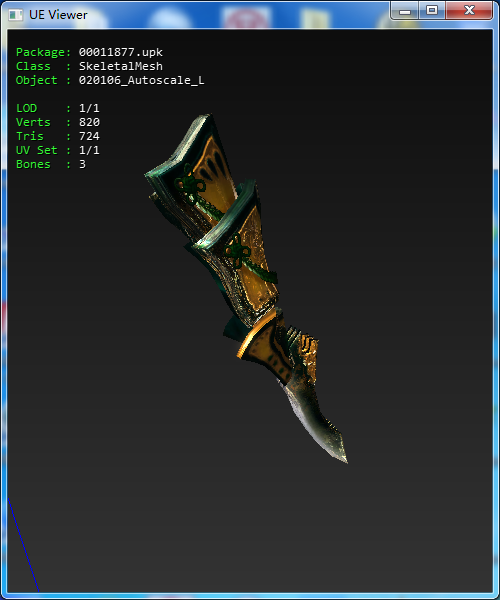 UE Viewer
Package: 00011877.upk
Class : SkeletalMesh
Object : 020106_Autoscale_L
LOD : 1/1
Verts : 820
Tris : 724
UV Set : 1/1
Bones : 3